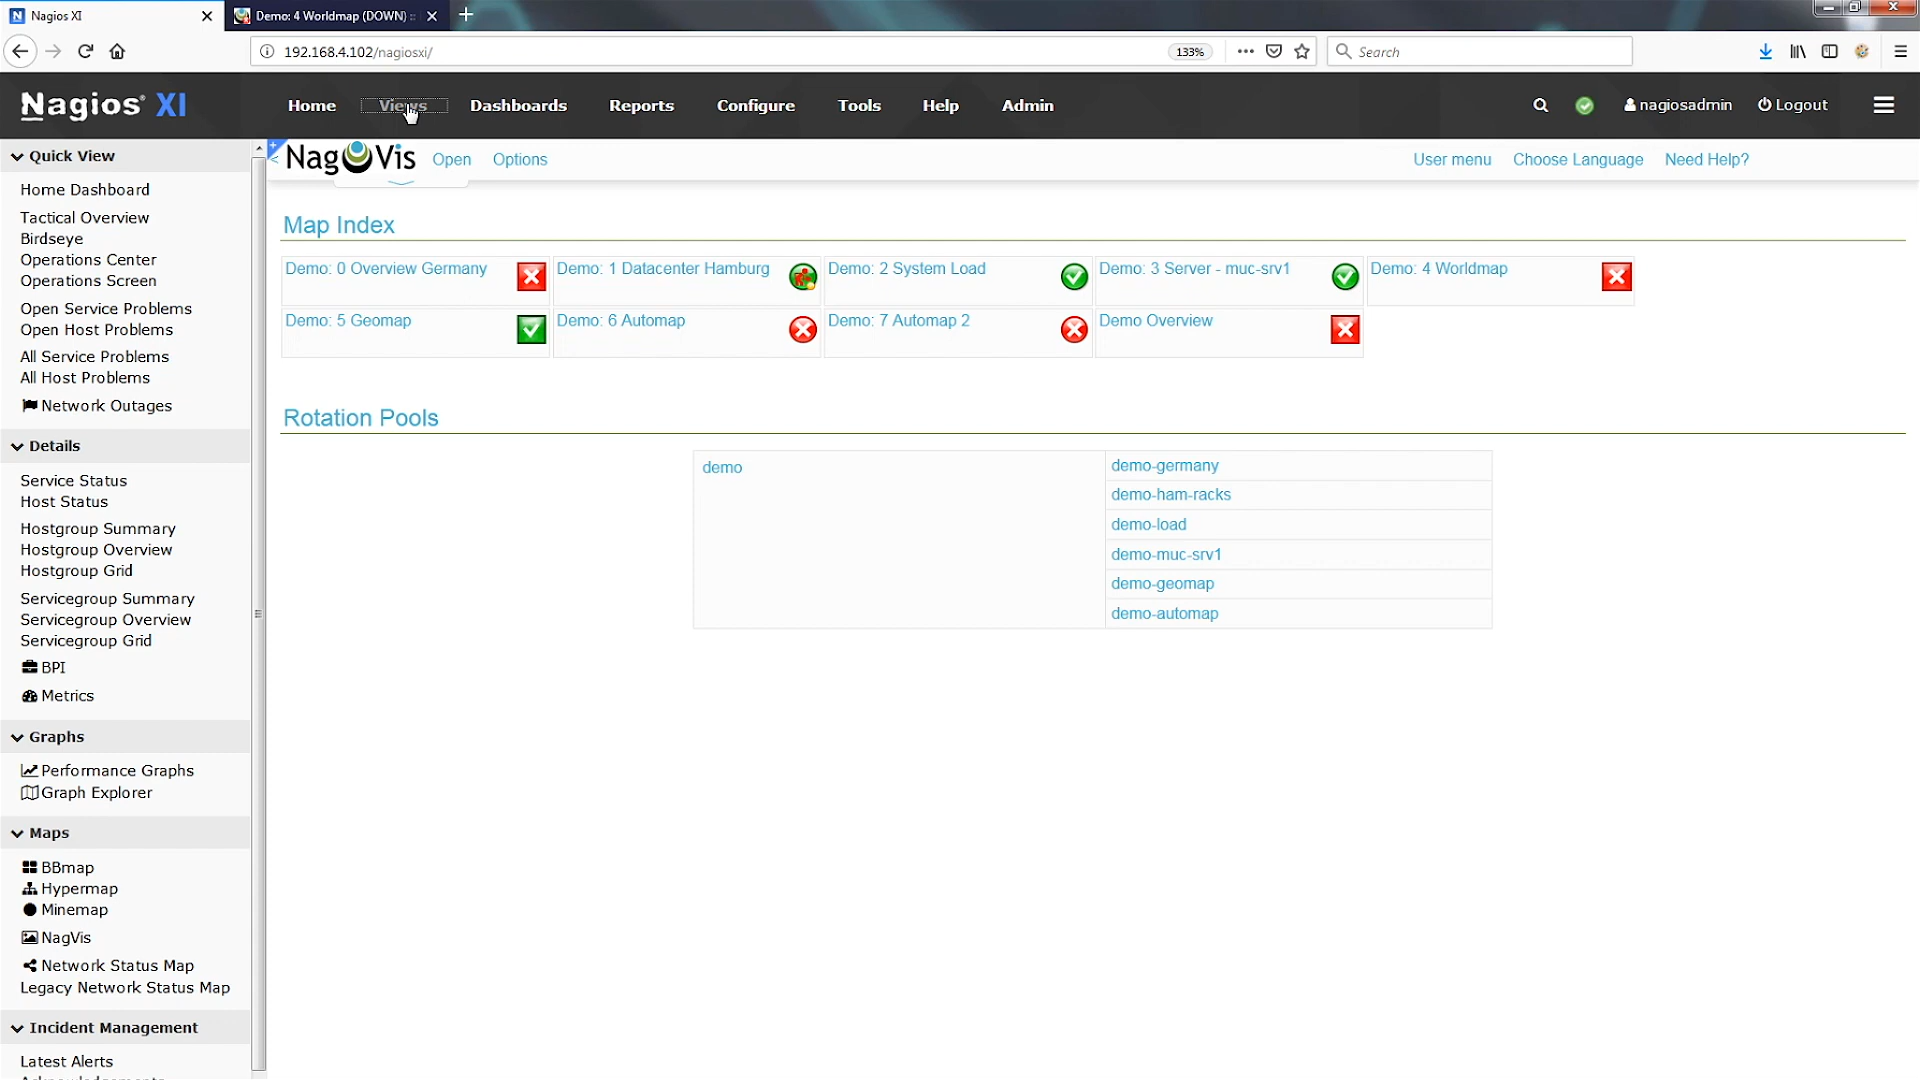 Nagios XI
Demo: 4 Worldmap (DOWN) ::
192.168.4.102/nagiosxi/
133%
Search
Nagios® XI
Home
Views
Dashboards
Reports
Configure
Tools
Help
Admin
nagiosadmin
Logout
Quick View
Home Dashboard
Tactical Overview
Birdseye
Operations Center
Operations Screen
Open Service Problems
Open Host Problems
All Service Problems
All Host Problems
Network Outages
Details
Service Status
Host Status
Hostgroup Summary
Hostgroup Overview
Hostgroup Grid
Servicegroup Summary
Servicegroup Overview
Servicegroup Grid
BPI
Metrics
Graphs
Performance Graphs
Graph Explorer
Maps
BBmap
Hypermap
Minemap
NagVis
Network Status Map
Legacy Network Status Map
Incident Management
Latest Alerts
NagVis
Open
Options
User menu
Choose Language
Need Help?
Map Index
Demo: 0 Overview Germany
Demo: 1 Datacenter Hamburg
Demo: 2 System Load
Demo: 3 Server - muc-srv1
Demo: 4 Worldmap
Demo: 5 Geomap
Demo: 6 Automap
Demo: 7 Automap 2
Demo Overview
Rotation Pools
demo
demo-germany
demo-ham-racks
demo-load
demo-muc-srv1
demo-geomap
demo-automap